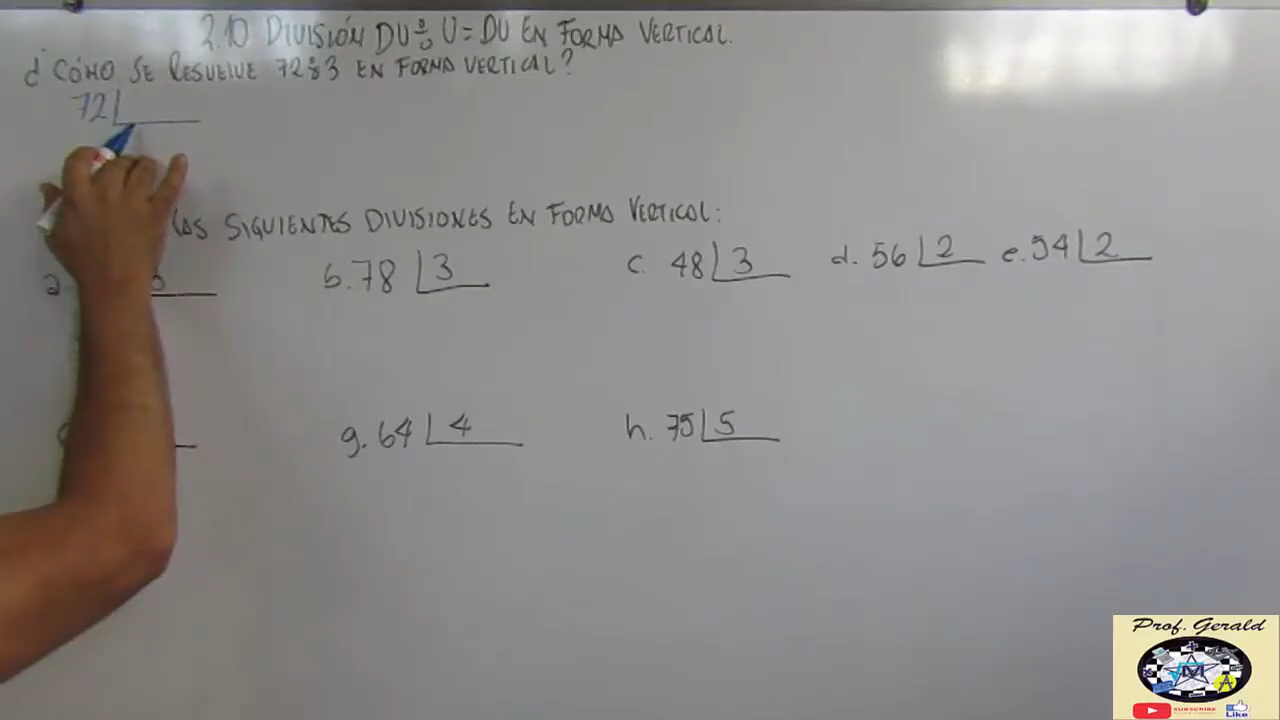 2.10 DIVISIÓN DU÷U=DU EN FORMA VERTICAL.
¿CÓMO SE RESUELVE 72÷3 EN FORMA VERTICAL?
72
LAS SIGUIENTES DIVISIONES EN FORMA VERTICAL:
a b. 78 3 c. 48 3 d. 56 2 e. 54 2
g. 64 4 h. 75 5
Prof. Gerald
M
A
SUBSCRIBE
Like